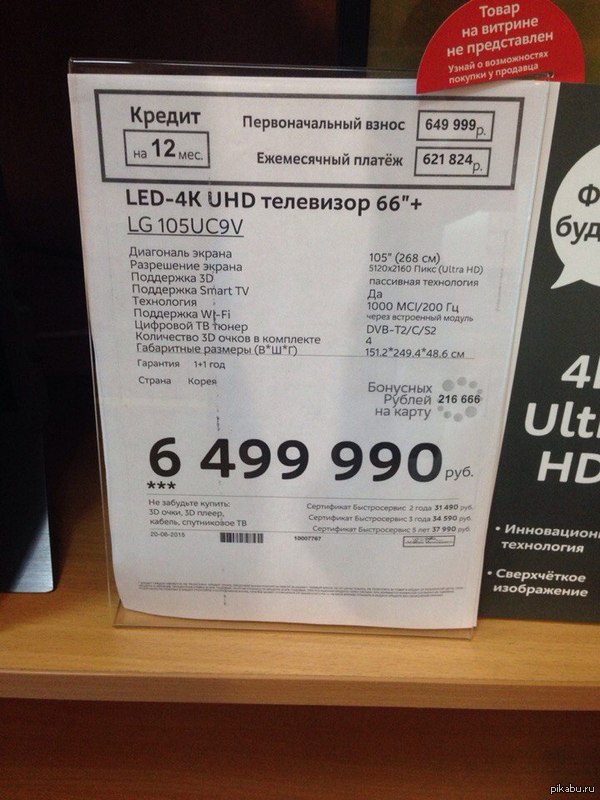 Товар
на витрине
не представлен
Узнай о возможностях
покупки у продавца
Кредит
на 12 мес.
Первоначальный взнос 649 999р.
Ежемесячный платёж 621 824р.
LED-4K UHD телевизор 66"+
LG 105UC9V
Диагональ экрана 105" (268 см)
Разрешение экрана 5120x2160 Пикс (Ultra HD)
Поддержка 3D пассивная технология
Поддержка Smart TV Да
Технология 1000 MCI/200 Гц
Поддержка Wi-Fi через встроенный модуль
Цифровой ТВ тюнер DVB-T2/C/S2
Количество 3D очков в комплекте 4
Габаритные размеры (В*Ш*Г) 151.2*249.4*48.6 см
Гарантия 1+1 год
Страна Корея
Бонусных
Рублей 216 666
на карту
6 499 990 руб.
***
Не забудьте купить:
3D очки, 3D плеер,
кабель, спутниковое ТВ
Сертификат Быстросервис 2 года 31 490 руб.
Сертификат Быстросервис 3 года 34 590 руб.
Сертификат Быстросервис 5 лет 37 990 руб.
20-06-2015 10007767
Ф
буд
4
Ult
HD
• Инновацион
технология
• Сверхчёткое
изображение
pikabu.ru